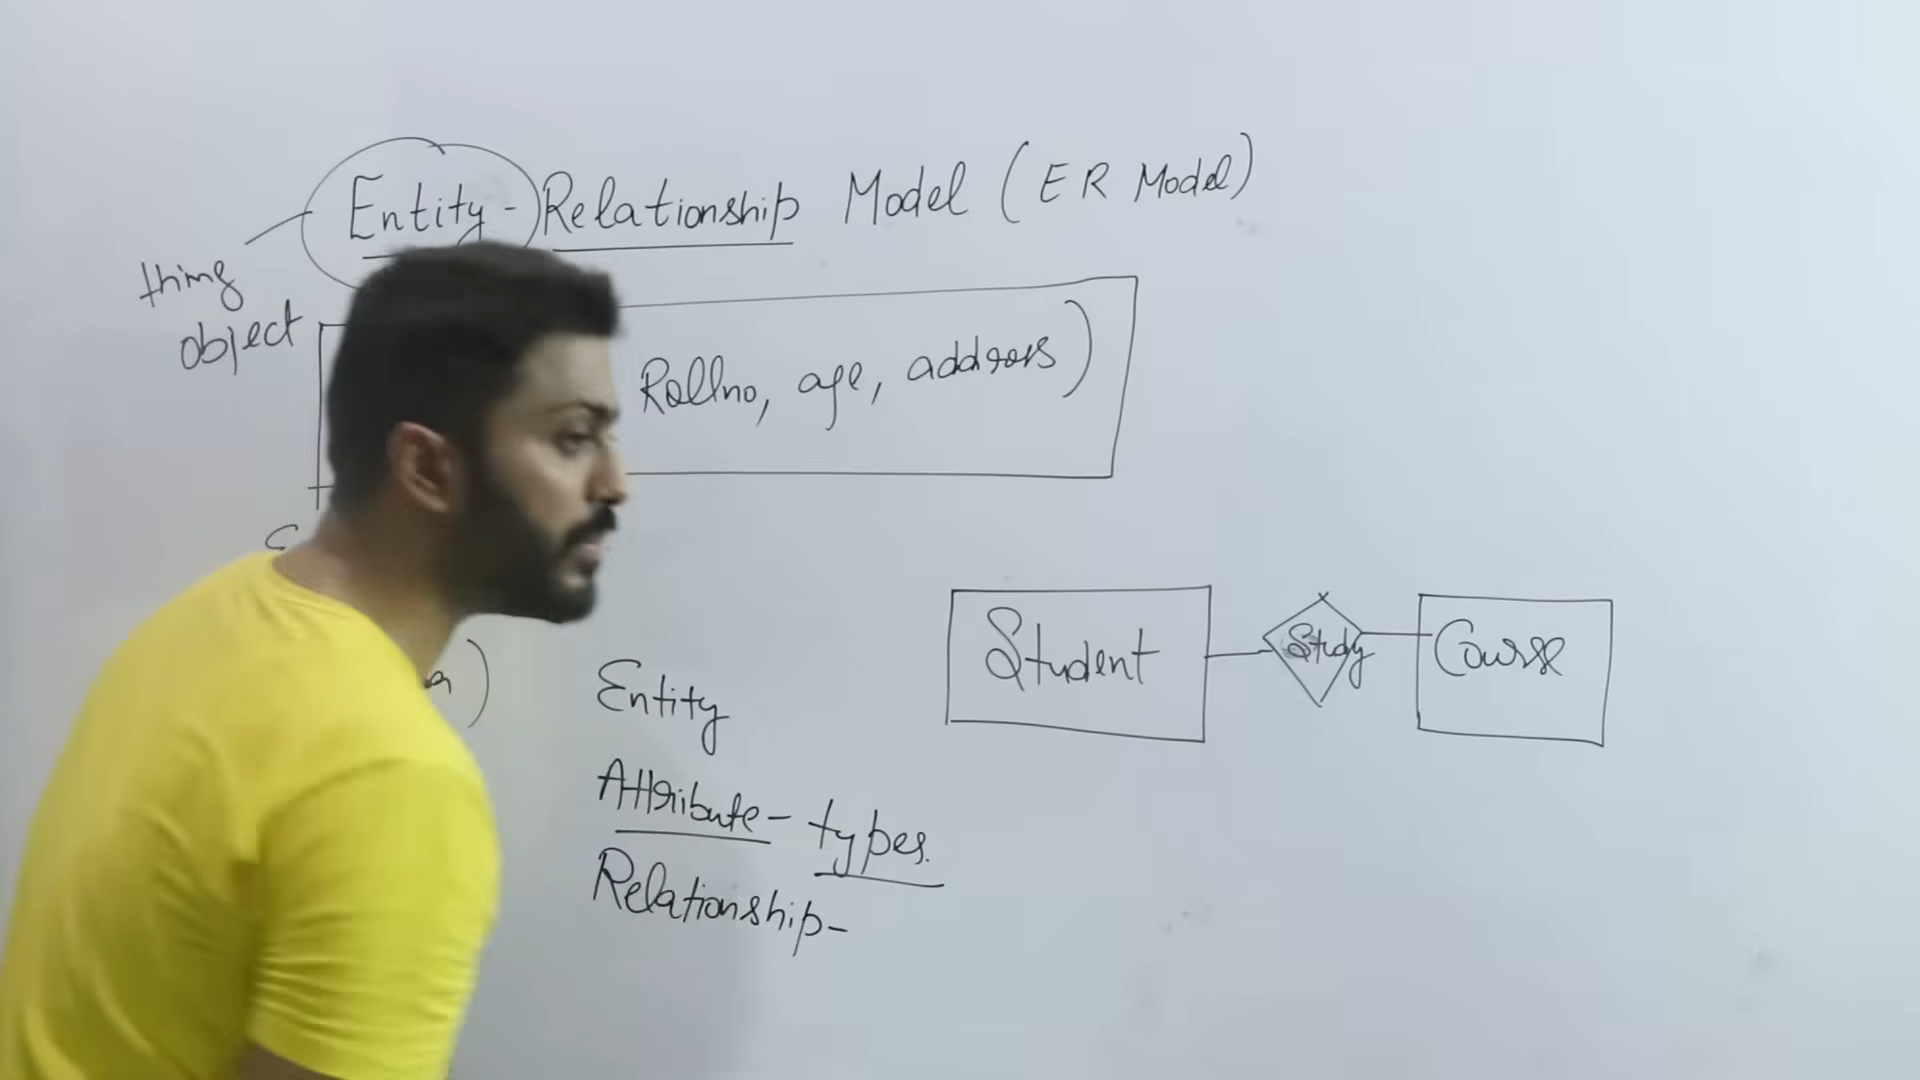 Entity - Relationship Model (ER Model)
thing
object
Rollno, age, address)
Student
Study
Course
Entity
Attribute - types.
Relationship -